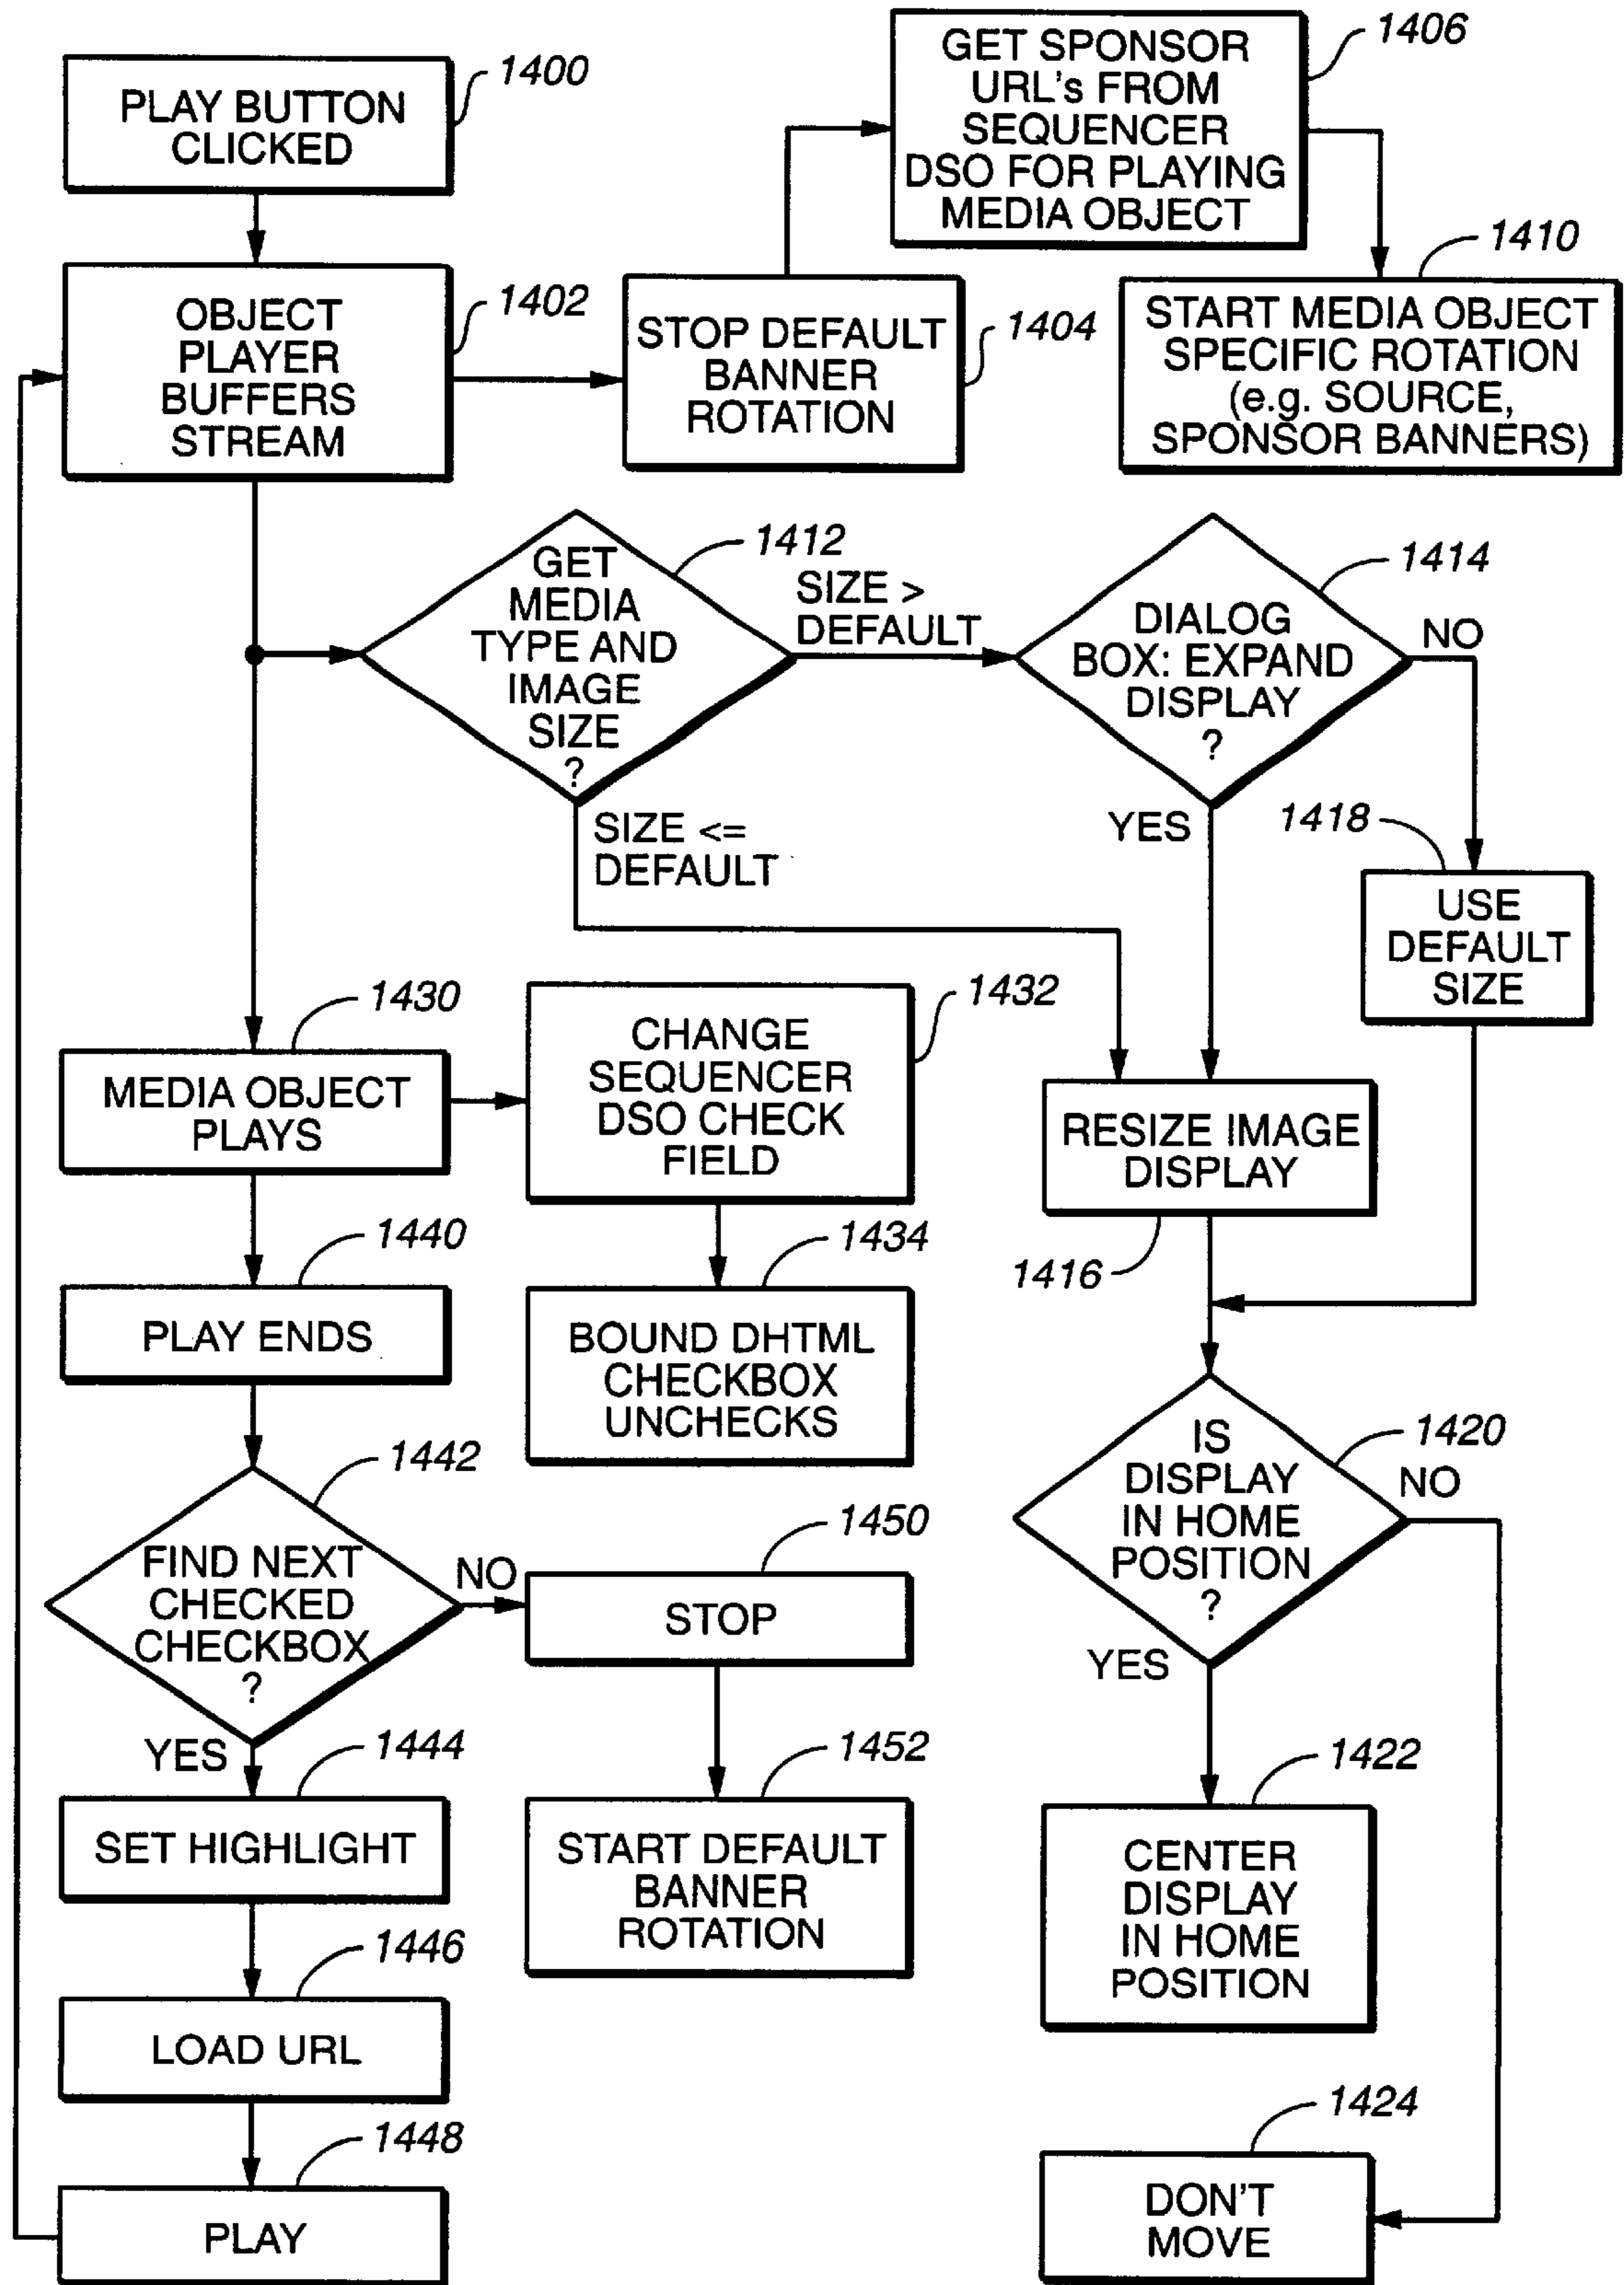 PLAY BUTTON
CLICKED
1400
GET SPONSOR
URL's FROM
SEQUENCER
DSO FOR PLAYING
MEDIA OBJECT
1406
OBJECT
PLAYER
BUFFERS
STREAM
1402
STOP DEFAULT
BANNER
ROTATION
1404
START MEDIA OBJECT
SPECIFIC ROTATION
(e.g. SOURCE,
SPONSOR BANNERS)
1410
GET
MEDIA
TYPE AND
IMAGE
SIZE
?
1412
SIZE >
DEFAULT
SIZE <=
DEFAULT
DIALOG
BOX: EXPAND
DISPLAY
?
1414
NO
YES
1418
USE
DEFAULT
SIZE
1430
MEDIA OBJECT
PLAYS
1432
CHANGE
SEQUENCER
DSO CHECK
FIELD
RESIZE IMAGE
DISPLAY
1416
1440
PLAY ENDS
1434
BOUND DHTML
CHECKBOX
UNCHECKS
1442
FIND NEXT
CHECKED
CHECKBOX
?
NO
YES
1450
STOP
1420
IS
DISPLAY
IN HOME
POSITION
?
NO
YES
1444
SET HIGHLIGHT
1452
START DEFAULT
BANNER
ROTATION
1422
CENTER
DISPLAY
IN HOME
POSITION
1446
LOAD URL
1448
PLAY
1424
DON'T
MOVE